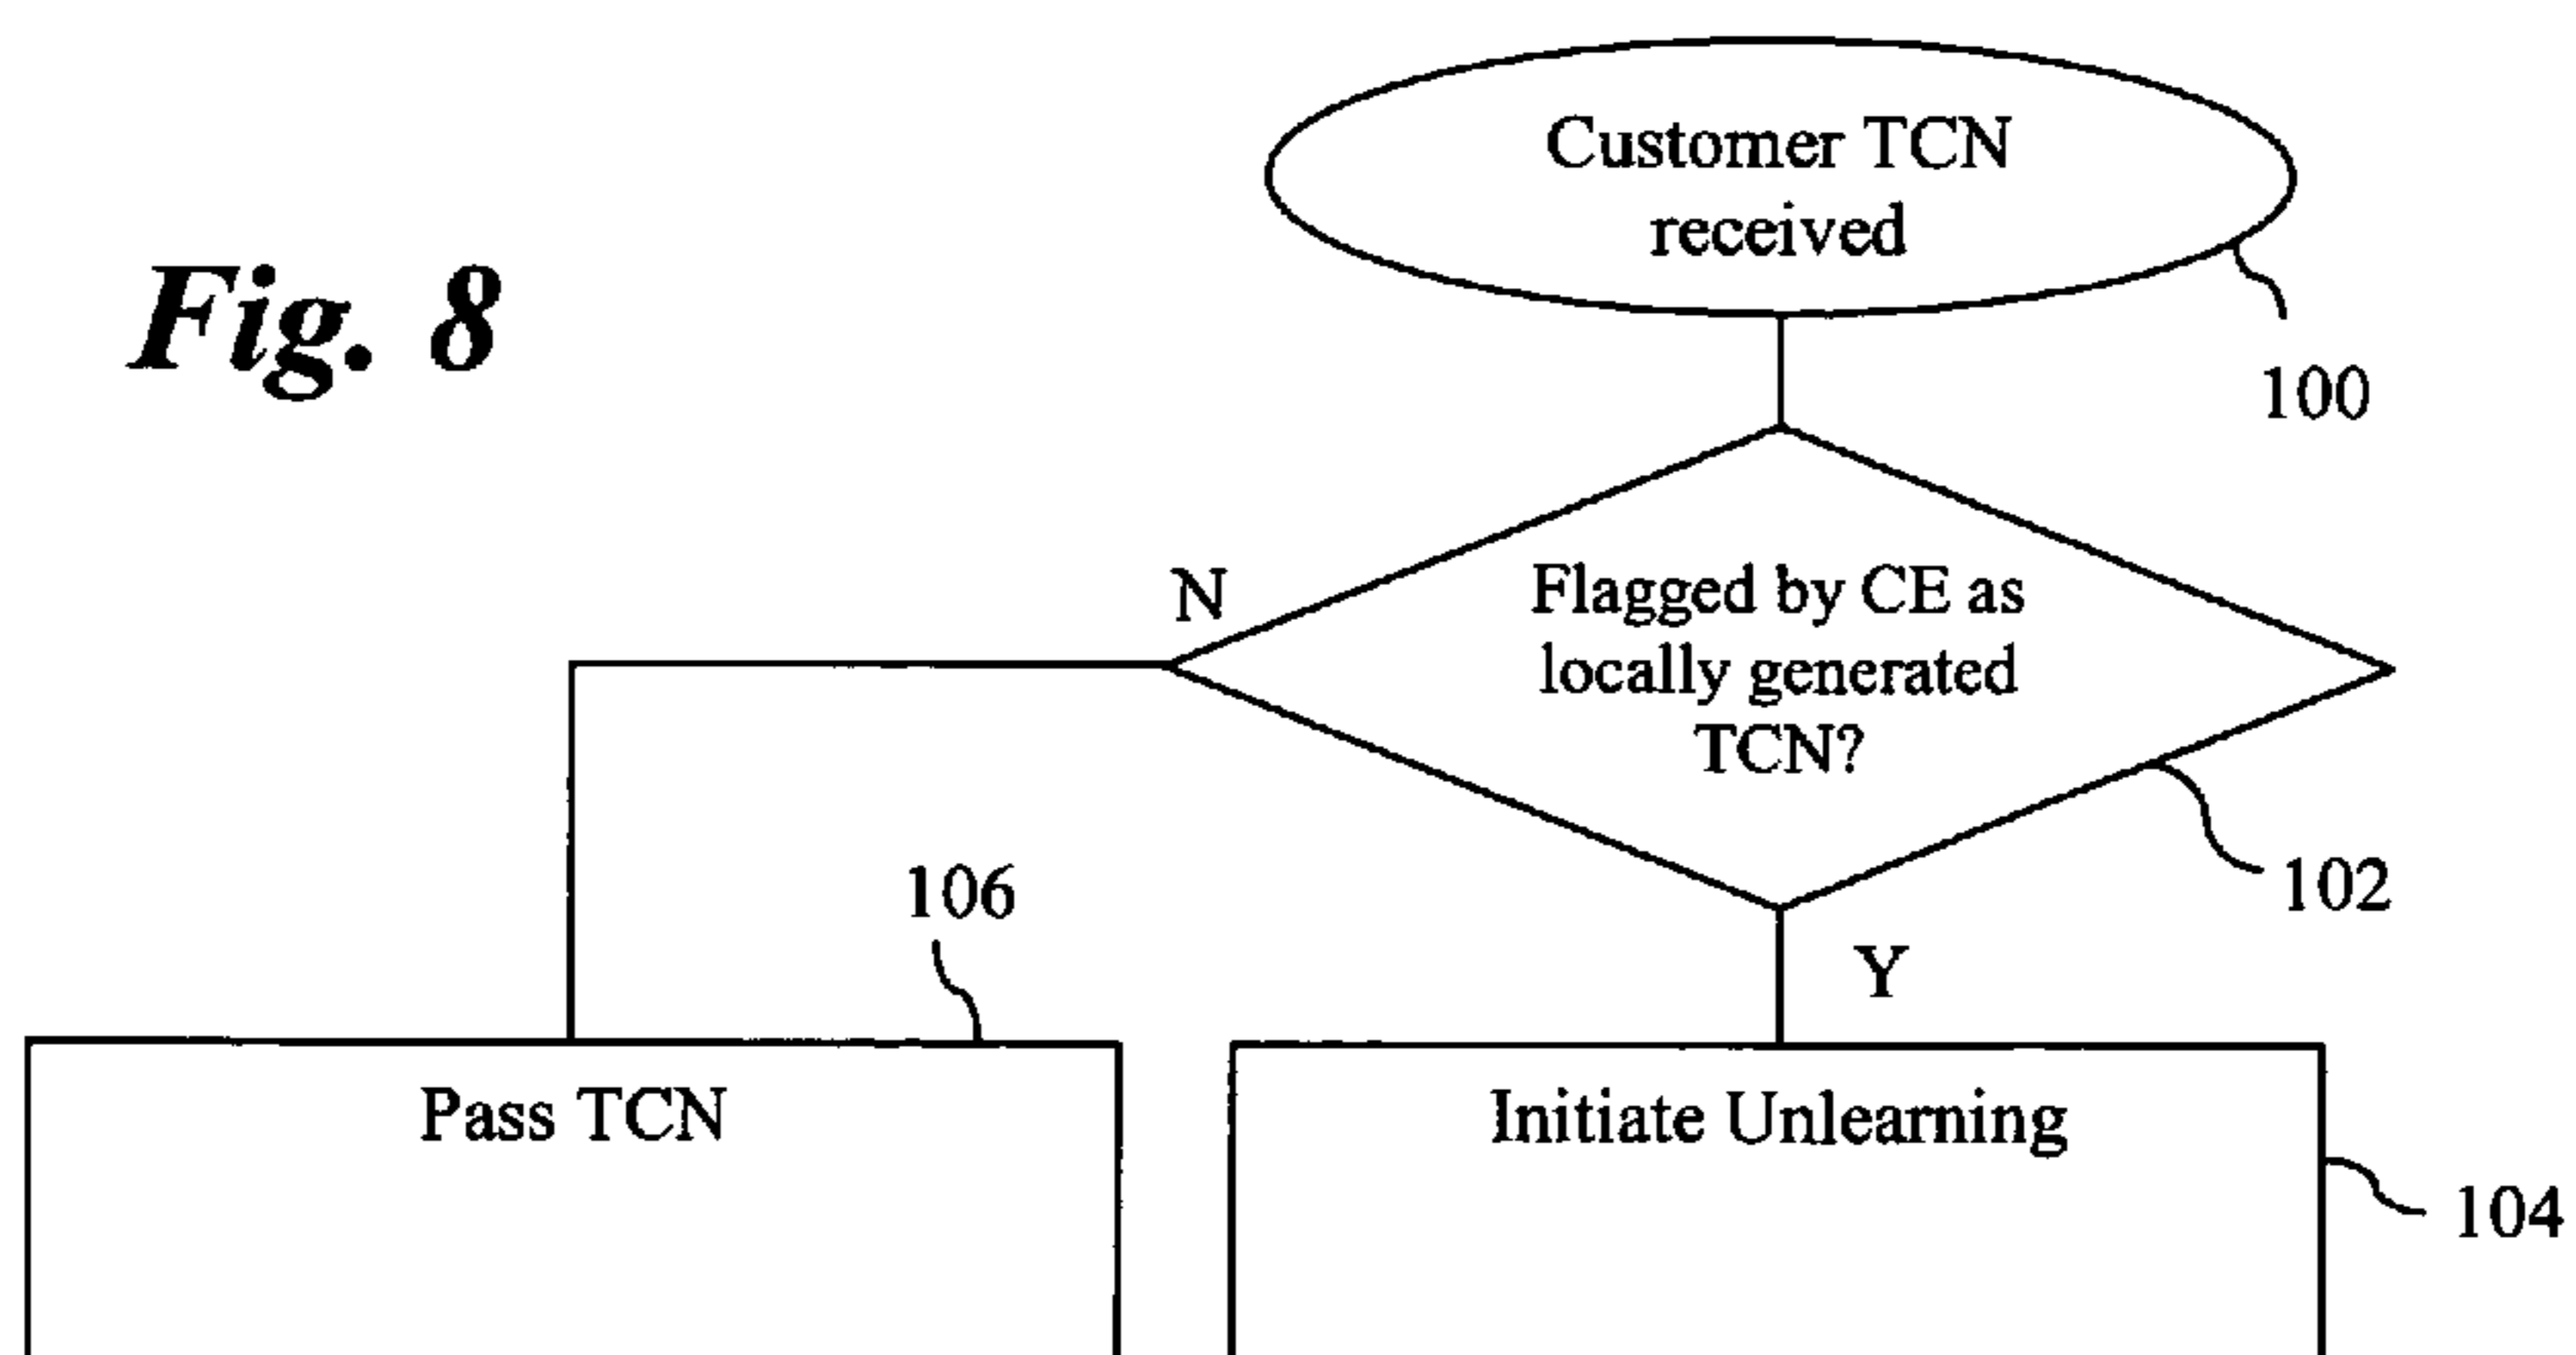 Fig. 8
Customer TCN
received
100
Flagged by CE as
locally generated
TCN?
N
102
Y
106
Pass TCN
Initiate Unlearning
104